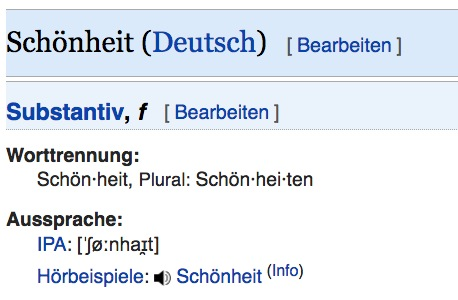 Schönheit (Deutsch) [ Bearbeiten ]
Substantiv, f [ Bearbeiten ]
Worttrennung:
Schön·heit, Plural: Schön·hei·ten
Aussprache:
IPA: [ˈʃøːnhaɪ̯t]
Hörbeispiele: Schönheit (Info)